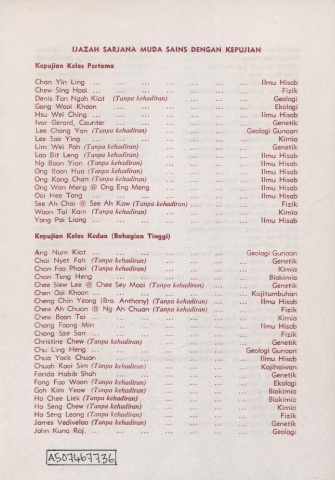 IJAZAH SARJANA MUDA SAINS DENGAN KEPUJIAN
Kepujian Kelas Pertama
Chan Yin Ling ... ... ... ... ... ... Ilmu Hisab
Chew Sing Hooi ... ... ... ... ... ... Fizik
Denis Tan Ngoh Kiat (Tanpa kehadiran) ... ... ... Geologi
Gang Wooi Khoon ... ... ... ... ... Ekologi
Hsu Wei Ching ... ... ... ... ... ... Ilmu Hisab
Ivor Gerard, Counter ... ... ... ... ... Genetik
Lee Chong Yan (Tanpa kehadiran) ... ... ... Geologi Gunaan
Lee Soo Ying ... ... ... ... ... ... Kimia
Lim Wei Poh (Tanpa kehadiran) ... ... ... ... Genetik
Loo Bit Leng (Tanpa kehadiran) ... ... ... ... Ilmu Hisab
Ng Boon Yian (Tanpa kehadiran) ... ... ... ... Ilmu Hisab
Ong Boon Hua (Tanpa kehadiran) ... ... ... ... Ilmu Hisab
Ong Kong Chan (Tanpa kehadiran) ... ... ... ... Ilmu Hisab
Ong Wan Meng @ Ong Eng Meng ... ... ... ... Ilmu Hisab
Ooi Hee Tong ... ... ... ... ... ... Ilmu Hisab
See Ah Chai @ See Ah Kow (Tanpa kehadiran) ... ... Fizik
Woon Tai Kam (Tanpa kehadiran) ... ... ... ... Kimia
Yang Pai Liang ... ... ... ... ... ... Ilmu Hisab
Kepujian Kelas Kedua (Bahagian Tinggi)
Ang Num Kiat ... ... ... ... ... Geologi Gunaan
Chai Nyet Fah (Tanpa kehadiran) ... ... ... ... Genetik
Chan Foo Phooi (Tanpa kehadiran) ... ... ... ... Kimia
Chan Tang Heng ... ... ... ... ... Biokimia
Chee Siew Lee @ Chee Sey Mooi (Tanpa kehadiran) ... ... Genetik
Chen Ooi Khoon ... ... ... ... ... Kajitumbuhan
Cheng Chin Yeong (Bro. Anthony) (Tanpa kehadiran) ... ... Ilmu Hisab
Chew Ah Chuan @ Ng Ah Chuan (Tanpa kehadiran) ... ... Fizik
Chew Boon Tai ... ... ... ... ... ... Kimia
Chong Foong Min ... ... ... ... ... Ilmu Hisab
Chong Sze San ... ... ... ... ... ... Fizik
Christine Chew (Tanpa kehadiran) ... ... ... ... Genetik
Chu Ling Heng ... ... ... ... ... Geologi Gunaan
Chua Yock Chuan ... ... ... ... ... Ilmu Hisab
Chuah Kooi Sim (Tanpa kehadiran) ... ... ... Kajihaiwan
Farida Habib Shah ... ... ... ... ... Genetik
Fong Foo Woon (Tanpa kehadiran) ... ... ... ... Ekologi
Goh Kim Yeow (Tanpa kehadiran) ... ... ... ... Biokimia
Ho Chee Liek (Tanpa kehadiran) ... ... ... ... Biokimia
Ho Seng Chew (Tanpa kehadiran) ... ... ... ... Kimia
Ho Seng Leong (Tanpa kehadiran) ... ... ... ... Fizik
James Vediveloo (Tanpa kehadiran) ... ... ... ... Genetik
John Kuna Raj. ... ... ... ... ... Geologi
A507467736